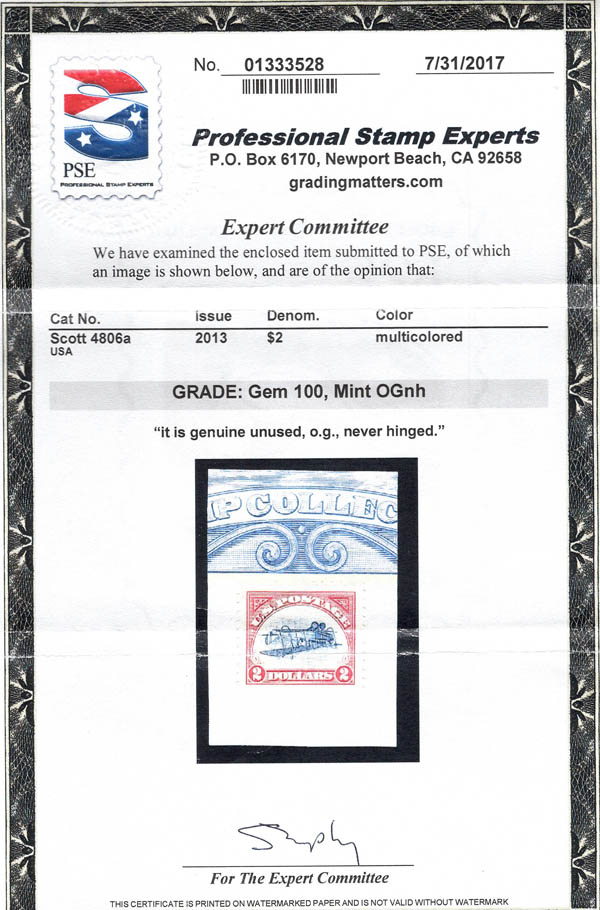 No. 01333528 7/31/2017
PSE
PROFESSIONAL STAMP EXPERTS
Professional Stamp Experts
P.O. Box 6170, Newport Beach, CA 92658
gradingmatters.com
Expert Committee
We have examined the enclosed item submitted to PSE, of which
an image is shown below, and are of the opinion that:
Cat No. Issue Denom. Color
Scott 4806a 2013 $2 multicolored
USA
GRADE: Gem 100, Mint OGnh
“it is genuine unused, o.g., never hinged.”
P COLLEC
U.S. POSTAGE
2 DOLLARS 2
For The Expert Committee
THIS CERTIFICATE IS PRINTED ON WATERMARKED PAPER AND IS NOT VALID WITHOUT WATERMARK